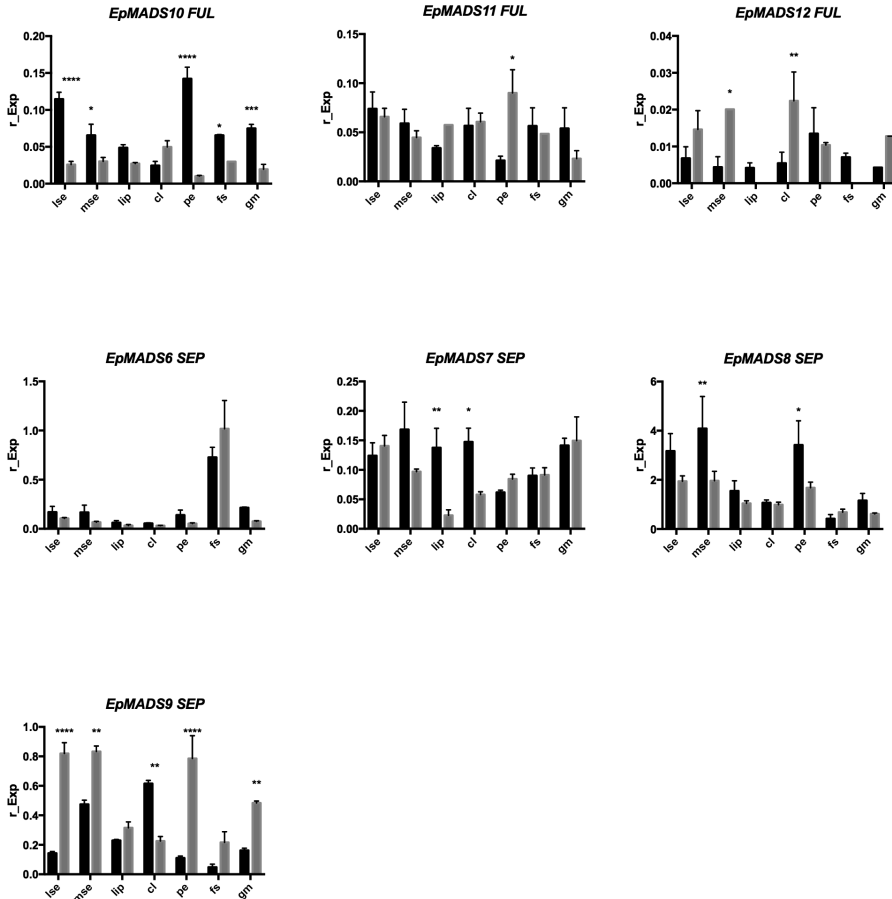 EpMADS10 FUL
EpMADS11 FUL
EpMADS12 FUL
r_Exp
0.20
0.15
0.10
0.05
0.00
****
*
****
*
***
lse
mse
lip
cl
pe
fs
gm
r_Exp
0.15
0.10
0.05
0.00
*
lse
mse
lip
cl
pe
fs
gm
r_Exp
0.04
0.03
0.02
0.01
0.00
*
**
lse
mse
lip
cl
pe
fs
gm
EpMADS6 SEP
EpMADS7 SEP
EpMADS8 SEP
r_Exp
1.5
1.0
0.5
0.0
lse
mse
lip
cl
pe
fs
gm
r_Exp
0.25
0.20
0.15
0.10
0.05
0.00
**
*
lse
mse
lip
cl
pe
fs
gm
r_Exp
6
4
2
0
**
*
lse
mse
lip
cl
pe
fs
gm
EpMADS9 SEP
r_Exp
1.0
0.8
0.6
0.4
0.2
0.0
****
**
**
****
**
lse
mse
lip
cl
pe
fs
gm